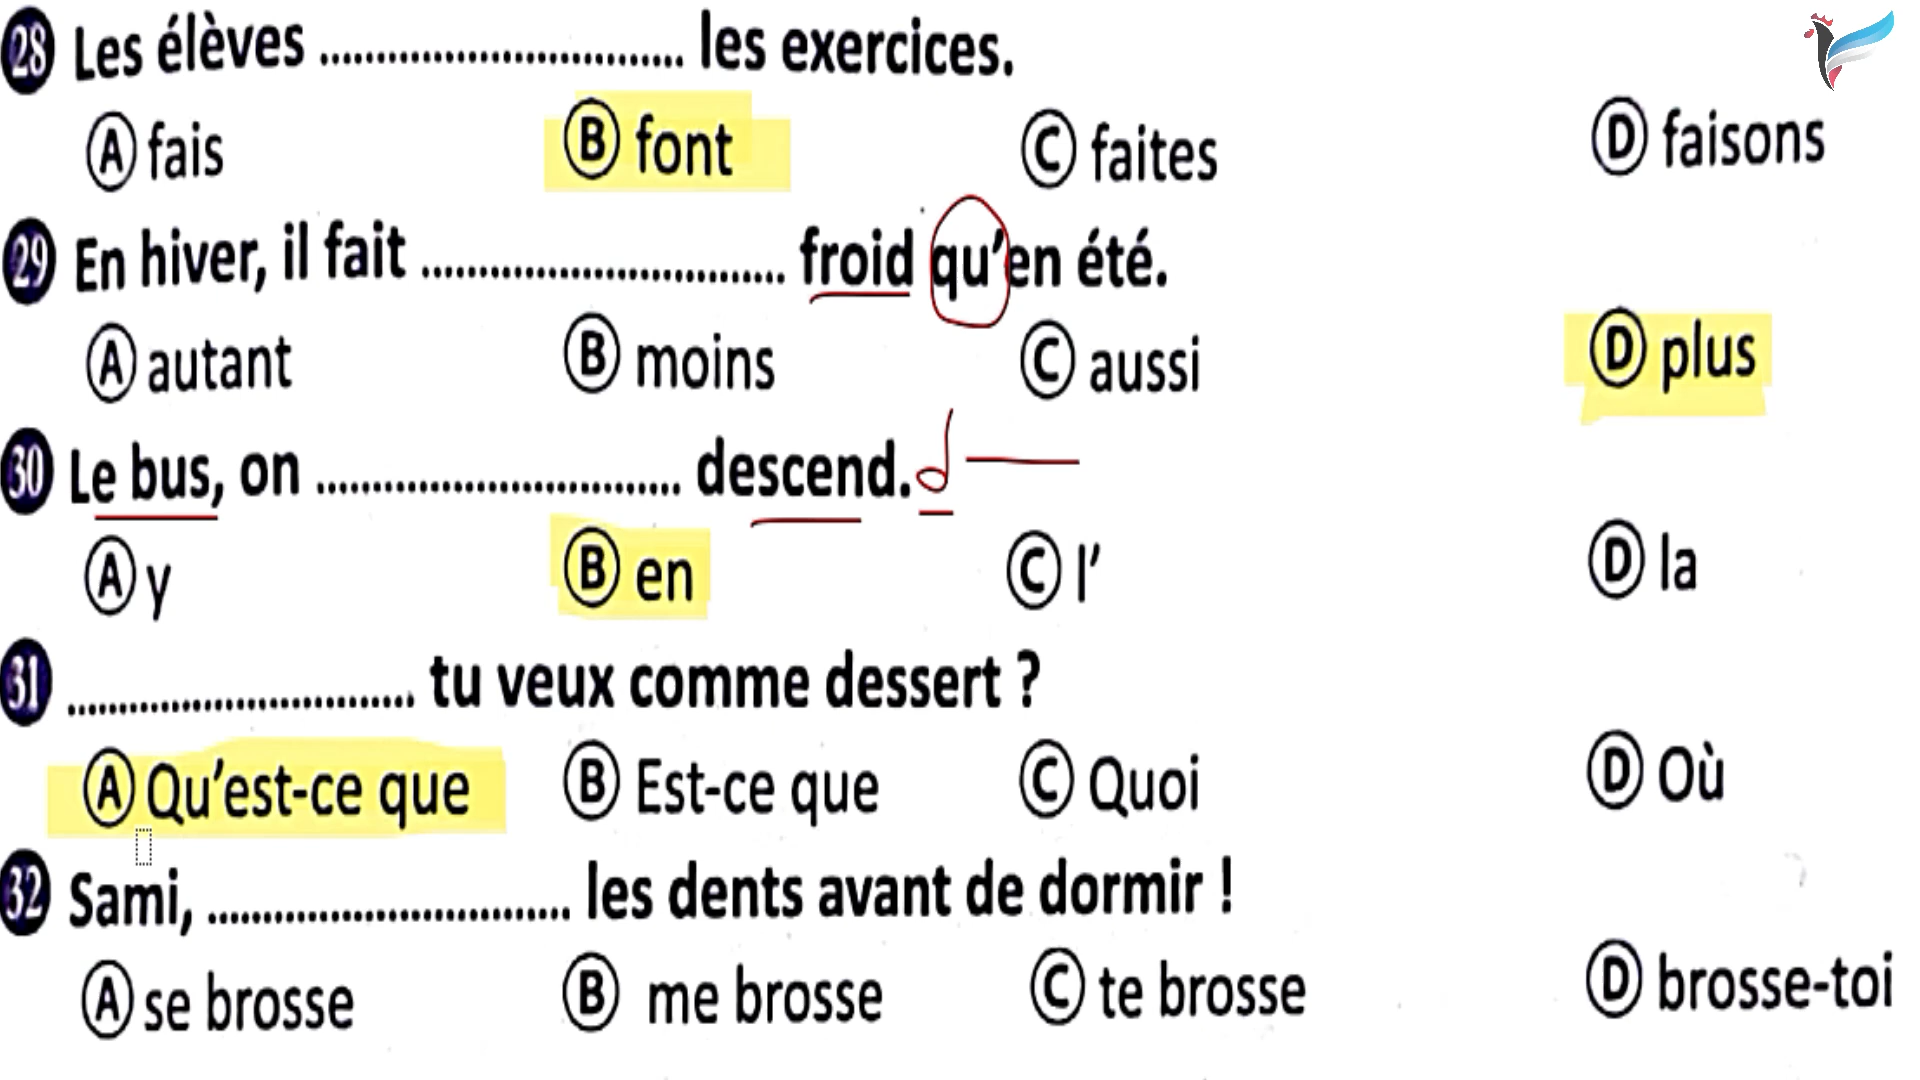 28 Les élèves ................................ les exercices.
A fais B font C faites D faisons
29 En hiver, il fait ................................ froid qu'en été.
A autant B moins C aussi D plus
30 Le bus, on ................................ descend. d —
A y B en C l' D la
31 ............................... tu veux comme dessert ?
A Qu'est-ce que B Est-ce que C Quoi D Où
32 Sami, ................................ les dents avant de dormir !
A se brosse B me brosse C te brosse D brosse-toi